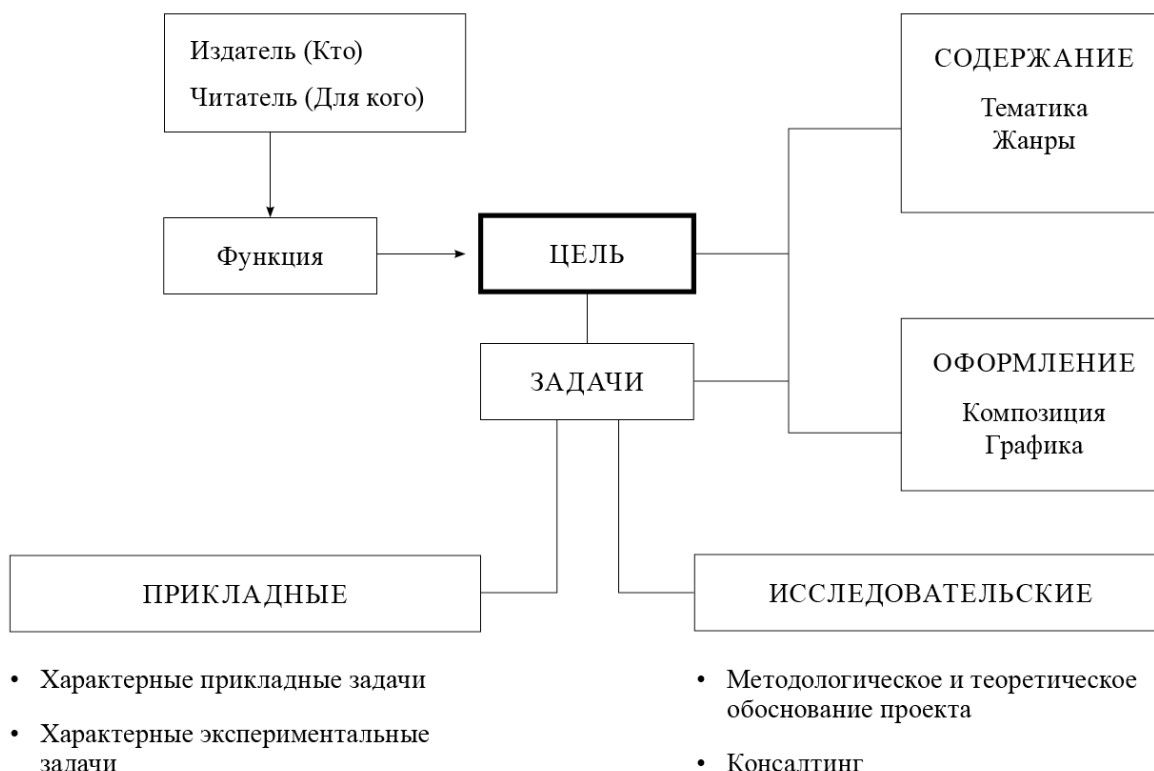 Издатель (Кто)
Читатель (Для кого)
СОДЕРЖАНИЕ
Тематика
Жанры
Функция
ЦЕЛЬ
ЗАДАЧИ
ОФОРМЛЕНИЕ
Композиция
Графика
ПРИКЛАДНЫЕ
ИССЛЕДОВАТЕЛЬСКИЕ
• Характерные прикладные задачи
• Характерные экспериментальные
задачи
• Методологическое и теоретическое
обоснование проекта
• Консалтинг